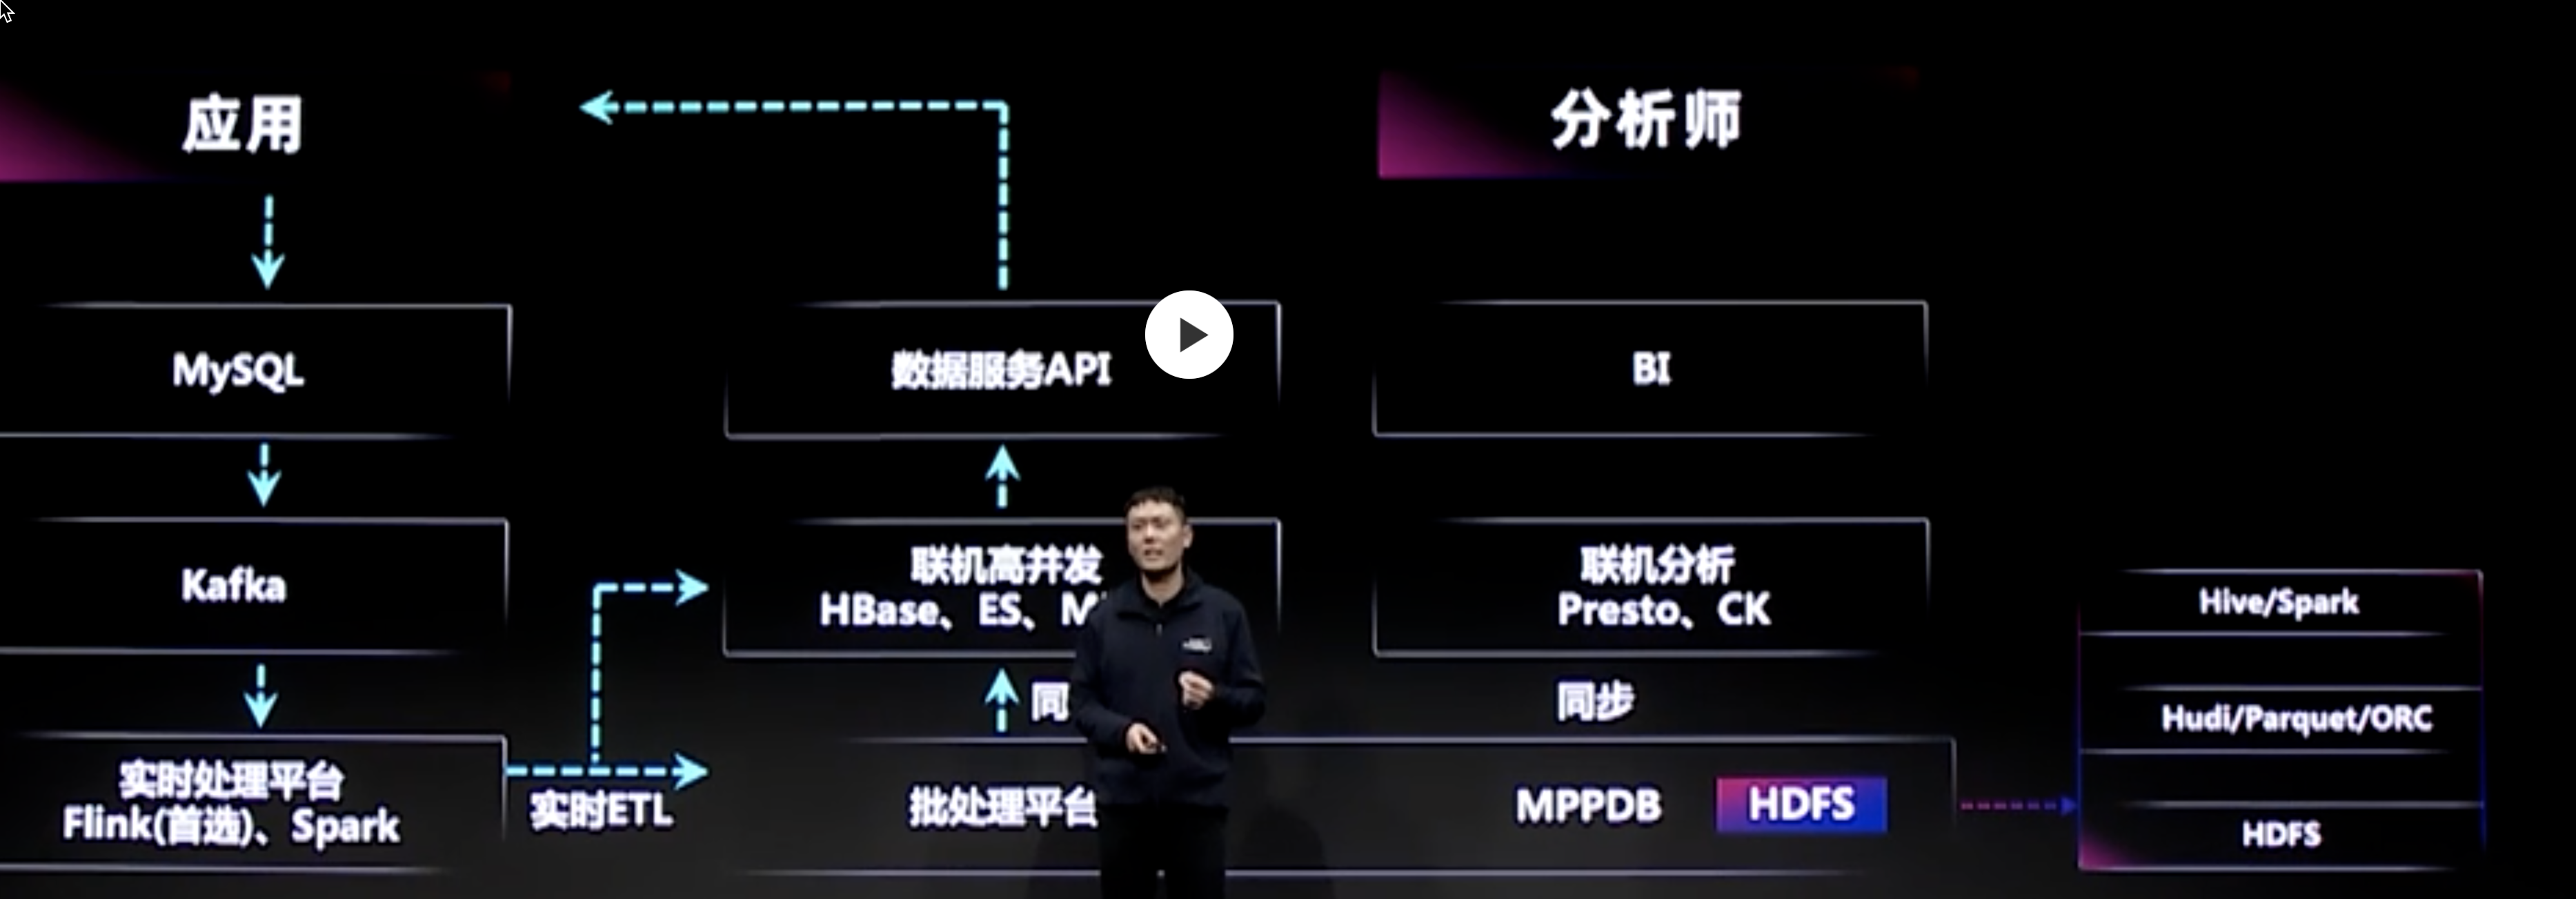 应用
分析师
MySQL
数据服务API
BI
Kafka
联机高并发
HBase、ES、
联机分析
Presto、CK
同
同步
实时处理平台
Flink(首选)、Spark
实时ETL
批处理平台
MPPDB
HDFS
Hive/Spark
Hudi/Parquet/ORC
HDFS